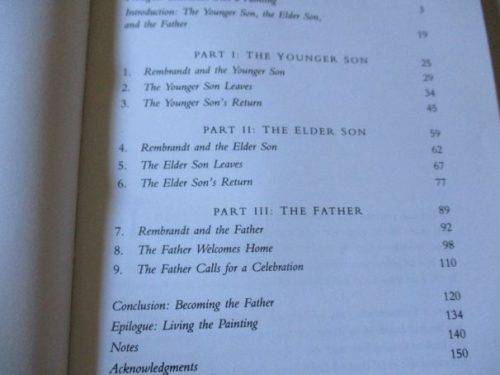 Painting 3
Introduction: The Younger Son, the Elder Son,
and the Father 19
PART I: THE YOUNGER SON 25
1. Rembrandt and the Younger Son 29
2. The Younger Son Leaves 34
3. The Younger Son's Return 45
PART II: THE ELDER SON 59
4. Rembrandt and the Elder Son 62
5. The Elder Son Leaves 67
6. The Elder Son's Return 77
PART III: THE FATHER 89
7. Rembrandt and the Father 92
8. The Father Welcomes Home 98
9. The Father Calls for a Celebration 110
Conclusion: Becoming the Father 120
Epilogue: Living the Painting 134
Notes 140
Acknowledgments 150